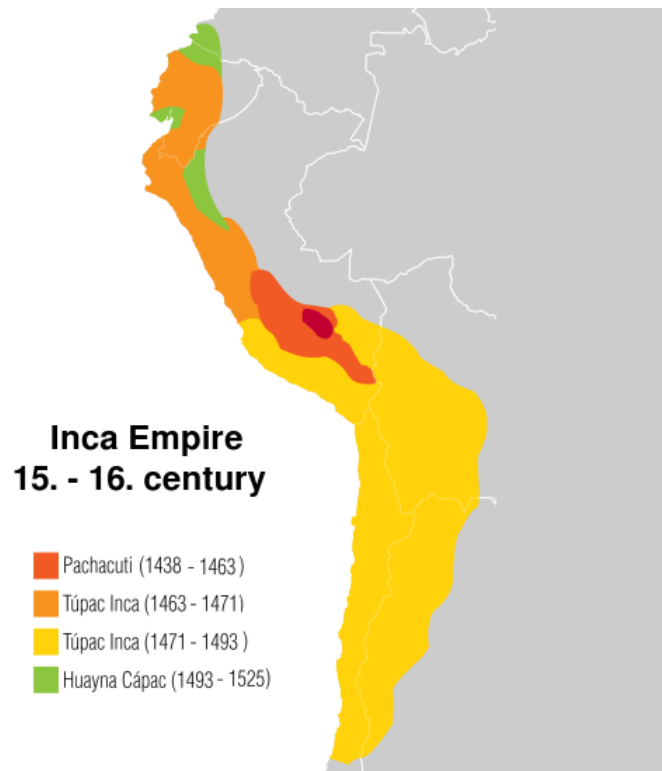 Inca Empire
15. - 16. century
Pachacuti (1438 - 1463)
Túpac Inca (1463 - 1471)
Túpac Inca (1471 - 1493 )
Huayna Cápac (1493 - 1525)